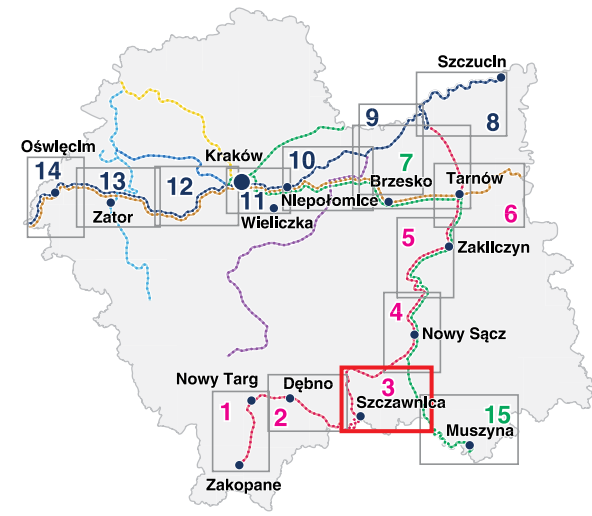 Szczucin
9
8
Oświęcim
Kraków
10
7
14
13
12
11
Niepołomice
Brzesko
Tarnów
Zator
Wieliczka
6
5
Zakliczyn
4
Nowy Sącz
Nowy Targ
Dębno
3
1
2
Szczawnica
15
Muszyna
Zakopane